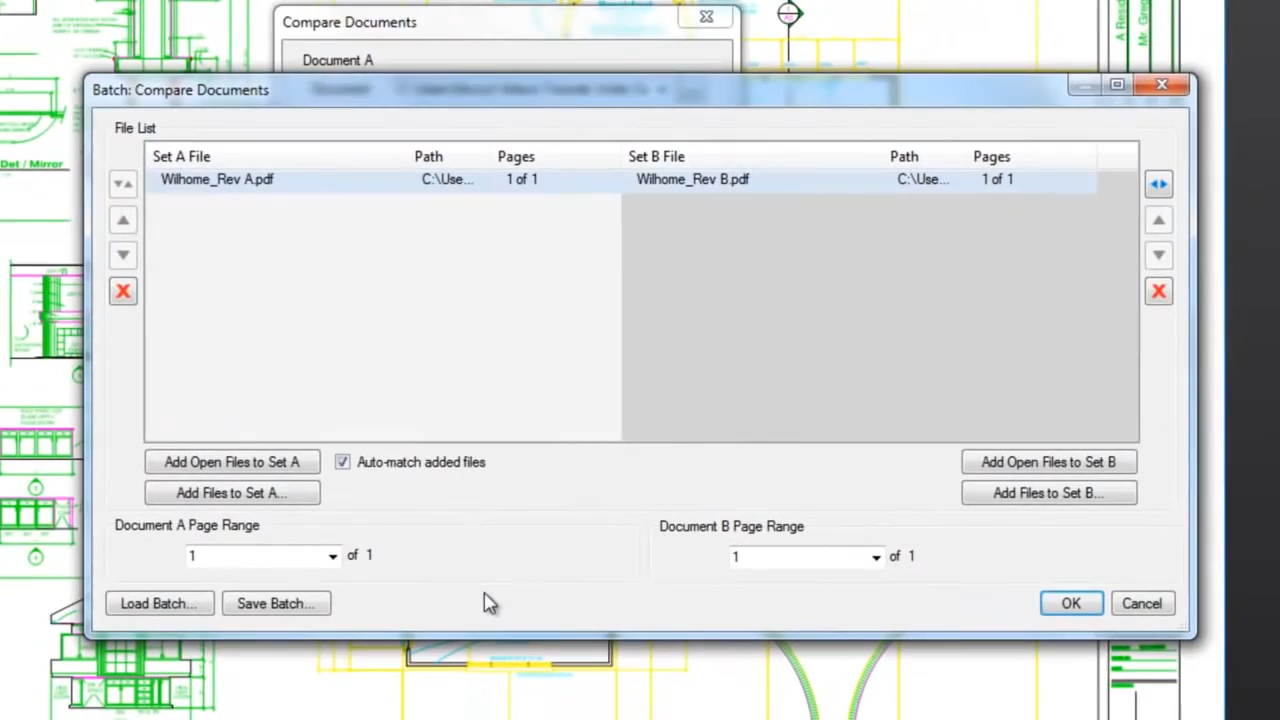 Compare Documents
Document A
Batch: Compare Documents
File List
Set A File Path Pages Set B File Path Pages
Wilhome_Rev A.pdf C:\Use... 1 of 1 Wilhome_Rev B.pdf C:\Use... 1 of 1
Add Open Files to Set A Auto-match added files Add Open Files to Set B
Add Files to Set A... Add Files to Set B...
Document A Page Range Document B Page Range
1 of 1 1 of 1
Load Batch... Save Batch... OK Cancel
Det / Mirror
A Resi
Mr Greg